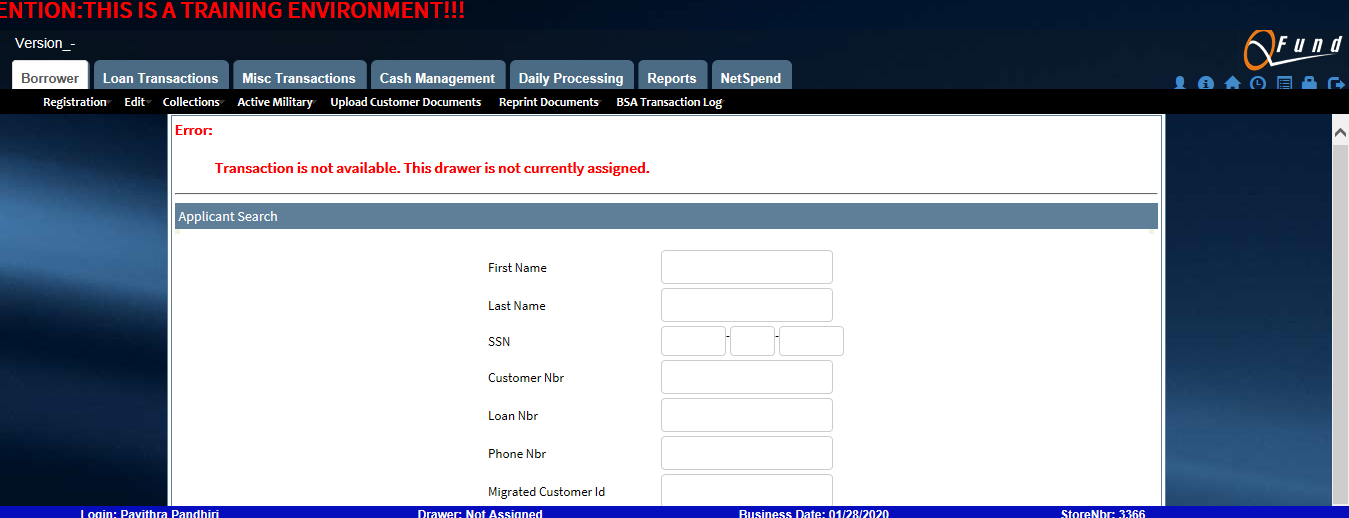 ENTION:THIS IS A TRAINING ENVIRONMENT!!!
Version_-
QFund
Borrower Loan Transactions Misc Transactions Cash Management Daily Processing Reports NetSpend
Registration Edit Collections Active Military Upload Customer Documents Reprint Documents BSA Transaction Log
Error:
Transaction is not available. This drawer is not currently assigned.
Applicant Search
First Name
Last Name
SSN - -
Customer Nbr
Loan Nbr
Phone Nbr
Migrated Customer Id
Login: Pavithra Pandhiri Drawer: Not Assigned Business Date: 01/28/2020 StoreNbr: 3366